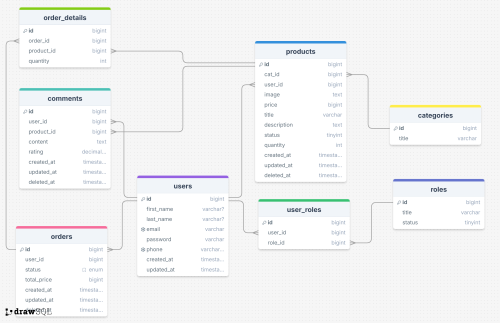 order_details
id bigint
order_id bigint
product_id bigint
quantity int
products
id bigint
cat_id bigint
user_id bigint
image text
price bigint
title varchar
description text
status tinyint
quantity int
created_at timesta...
updated_at timesta...
deleted_at timesta...
comments
id bigint
user_id bigint
product_id bigint
content text
rating decimal...
created_at timesta...
updated_at timesta...
deleted_at timesta...
categories
id bigint
title varchar
users
id bigint
first_name varchar?
last_name varchar?
email varchar...
password varchar
phone varchar...
created_at timesta...
updated_at timesta...
roles
id bigint
title varchar
status tinyint
user_roles
id bigint
user_id bigint
role_id bigint
orders
id bigint
user_id bigint
status enum
total_price bigint
created_at timesta...
updated_at timesta...
timesta...
drawSQL